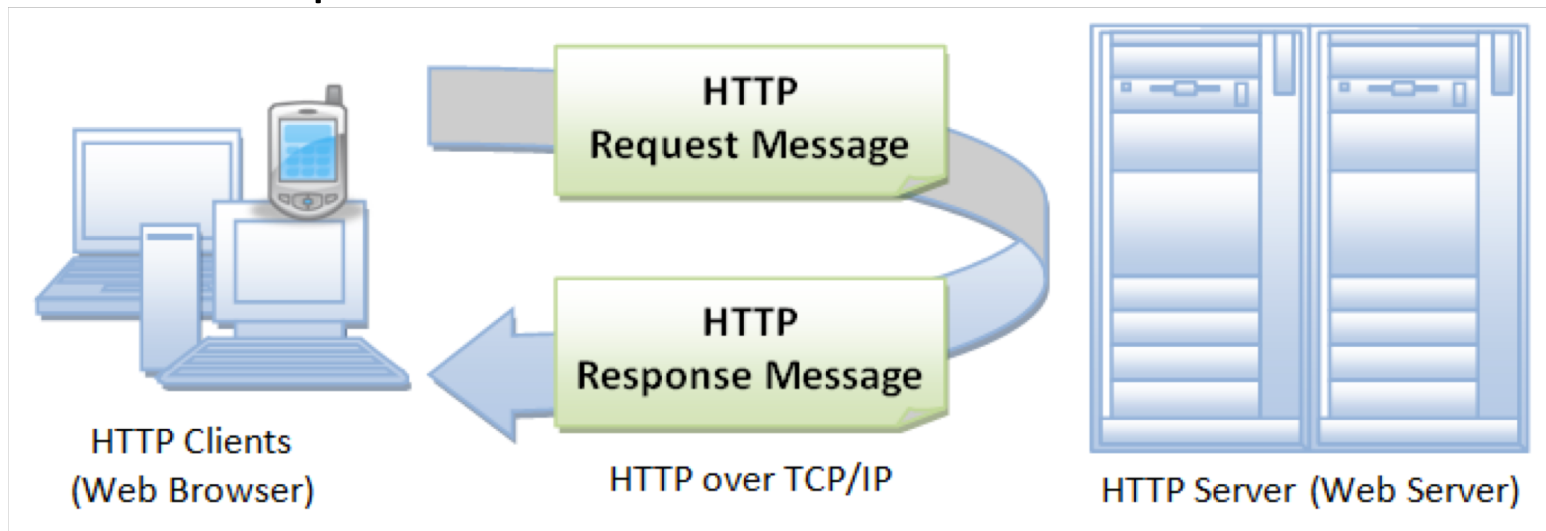 HTTP
Request Message
HTTP
Response Message
HTTP Clients
(Web Browser)
HTTP over TCP/IP
HTTP Server (Web Server)